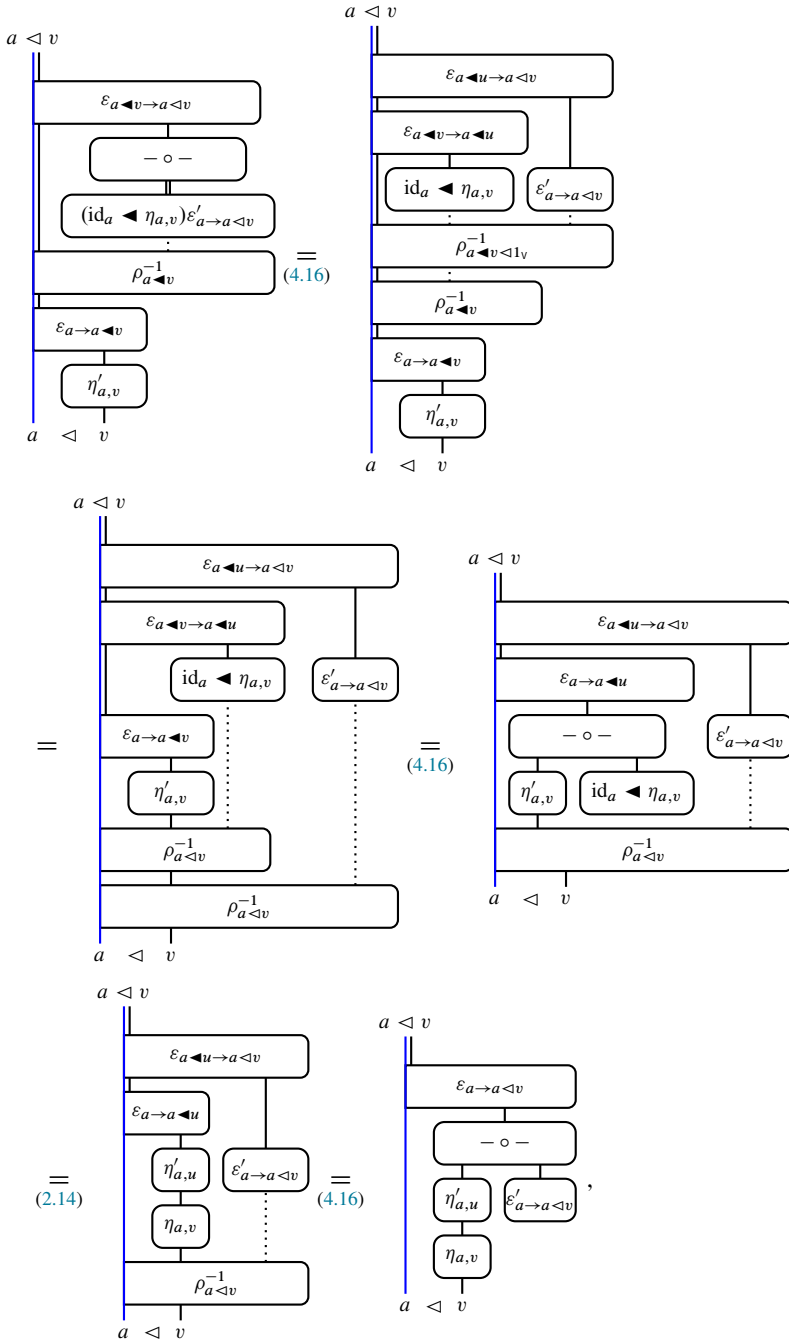 a ◁ v
ε_{a◀v→a◁v}
− ∘ −
(id_a ◀ η_{a,v})ε′_{a→a◁v}
ρ^{-1}_{a◀v}
ε_{a→a◀v}
η′_{a,v}
a ◁ v
=
(4.16)
a ◁ v
ε_{a◀u→a◁v}
ε_{a◀v→a◀u}
id_a ◀ η_{a,v} ε′_{a→a◁v}
ρ^{-1}_{a◀v◁1_V}
ρ^{-1}_{a◀v}
ε_{a→a◀v}
η′_{a,v}
a ◁ v
=
a ◁ v
ε_{a◀u→a◁v}
ε_{a◀v→a◀u}
id_a ◀ η_{a,v} ε′_{a→a◁v}
ε_{a→a◀v}
η′_{a,v}
ρ^{-1}_{a◁v}
ρ^{-1}_{a◁v}
a ◁ v
=
(4.16)
a ◁ v
ε_{a◀u→a◁v}
ε_{a→a◀u}
− ∘ − ε′_{a→a◁v}
η′_{a,v} id_a ◀ η_{a,v}
ρ^{-1}_{a◁v}
a ◁ v
=
(2.14)
a ◁ v
ε_{a◀u→a◁v}
ε_{a→a◀u}
η′_{a,u} ε′_{a→a◁v}
η_{a,v}
ρ^{-1}_{a◁v}
a ◁ v
=
(4.16)
a ◁ v
ε_{a→a◁v}
− ∘ −
η′_{a,u} ε′_{a→a◁v} ,
η_{a,v}
a ◁ v